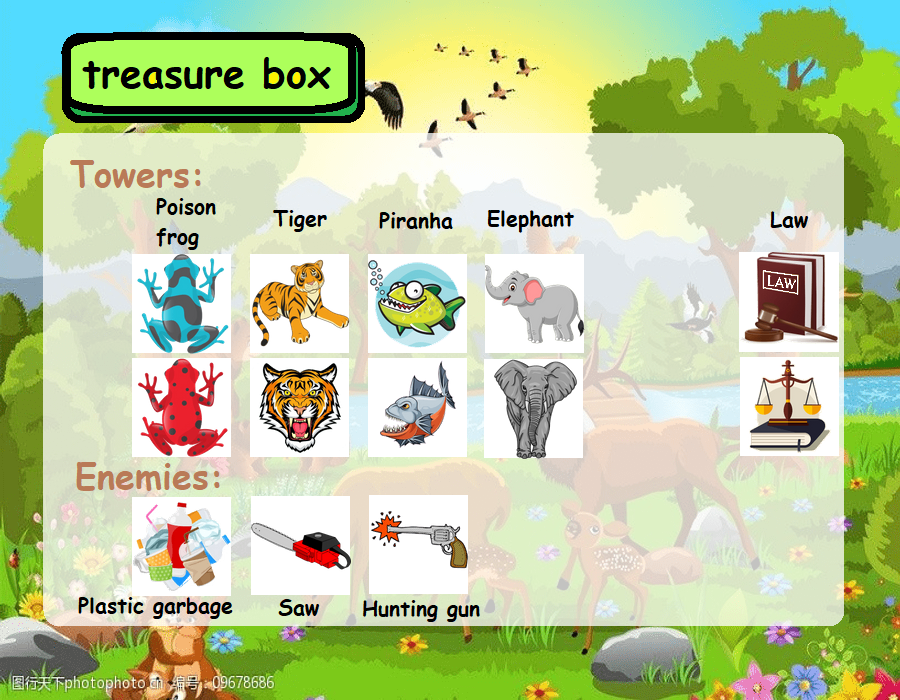 treasure box
Towers:
Poison
frog
Tiger
Piranha
Elephant
Law
LAW
Enemies:
Plastic garbage
Saw
Hunting gun
图行天下photophoto.cn 编号:09678686